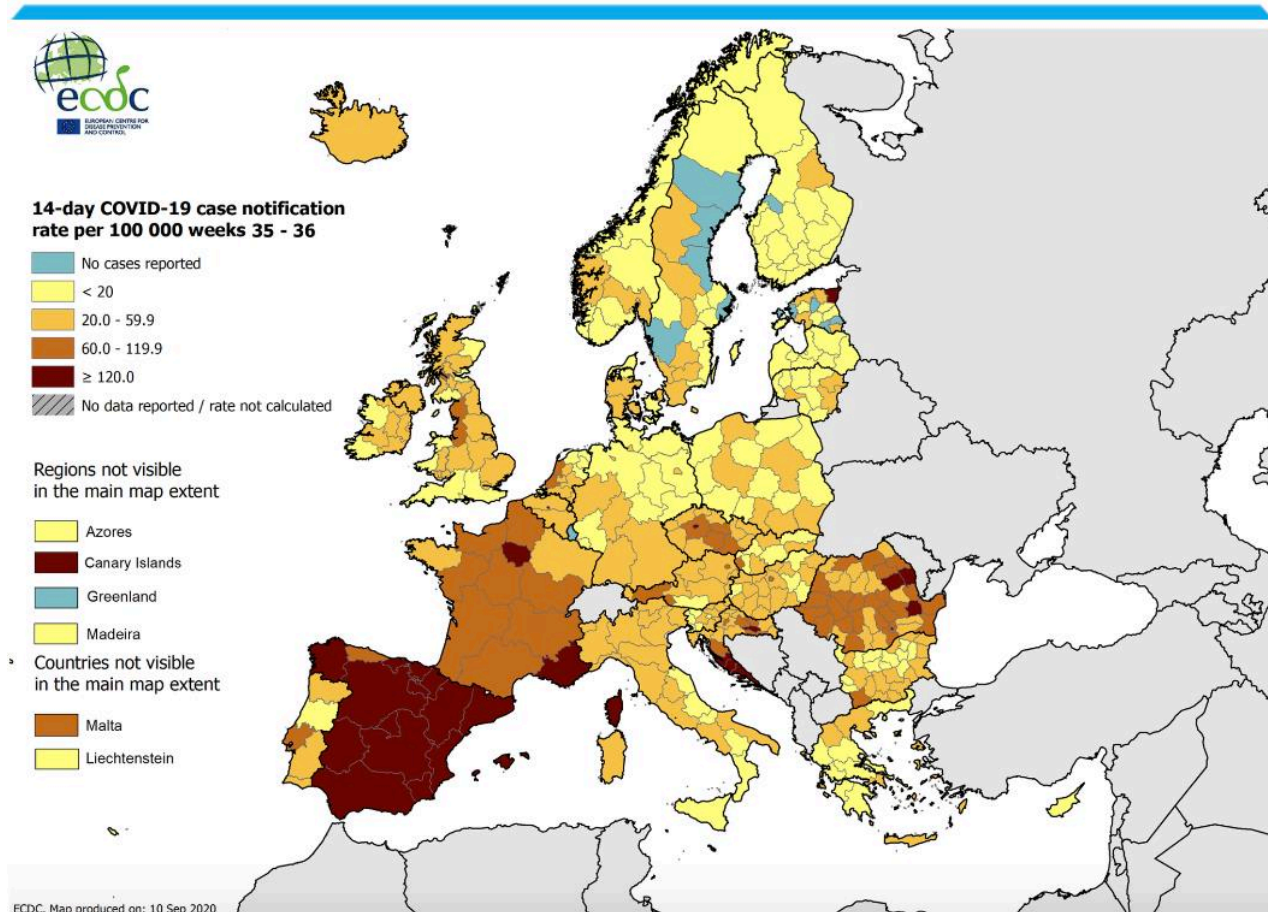 ecdc
EUROPEAN CENTRE FOR
DISEASE PREVENTION
AND CONTROL
14-day COVID-19 case notification
rate per 100 000 weeks 35 - 36
No cases reported
< 20
20.0 - 59.9
60.0 - 119.9
≥ 120.0
No data reported / rate not calculated
Regions not visible
in the main map extent
Azores
Canary Islands
Greenland
Madeira
Countries not visible
in the main map extent
Malta
Liechtenstein
ECDC. Map produced on: 10 Sep 2020